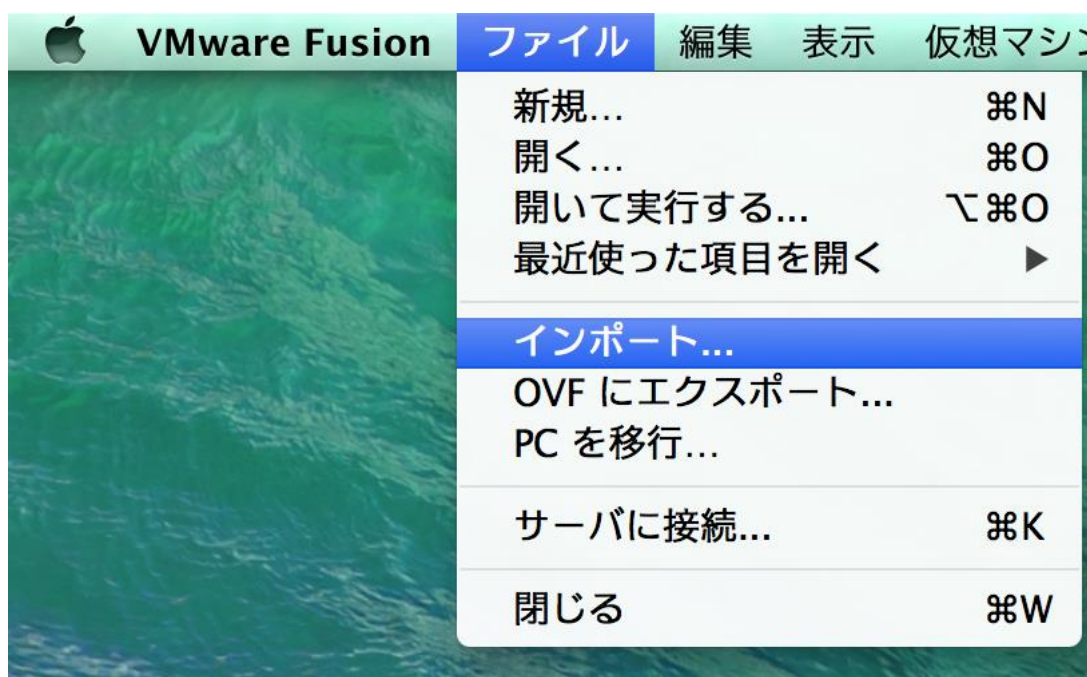 VMware Fusion ファイル 編集 表示 仮想マシン
新規... ⌘N
開く... ⌘O
開いて実行する... ⌥⌘O
最近使った項目を開く ▶
インポート...
OVF にエクスポート...
PC を移行...
サーバに接続... ⌘K
閉じる ⌘W